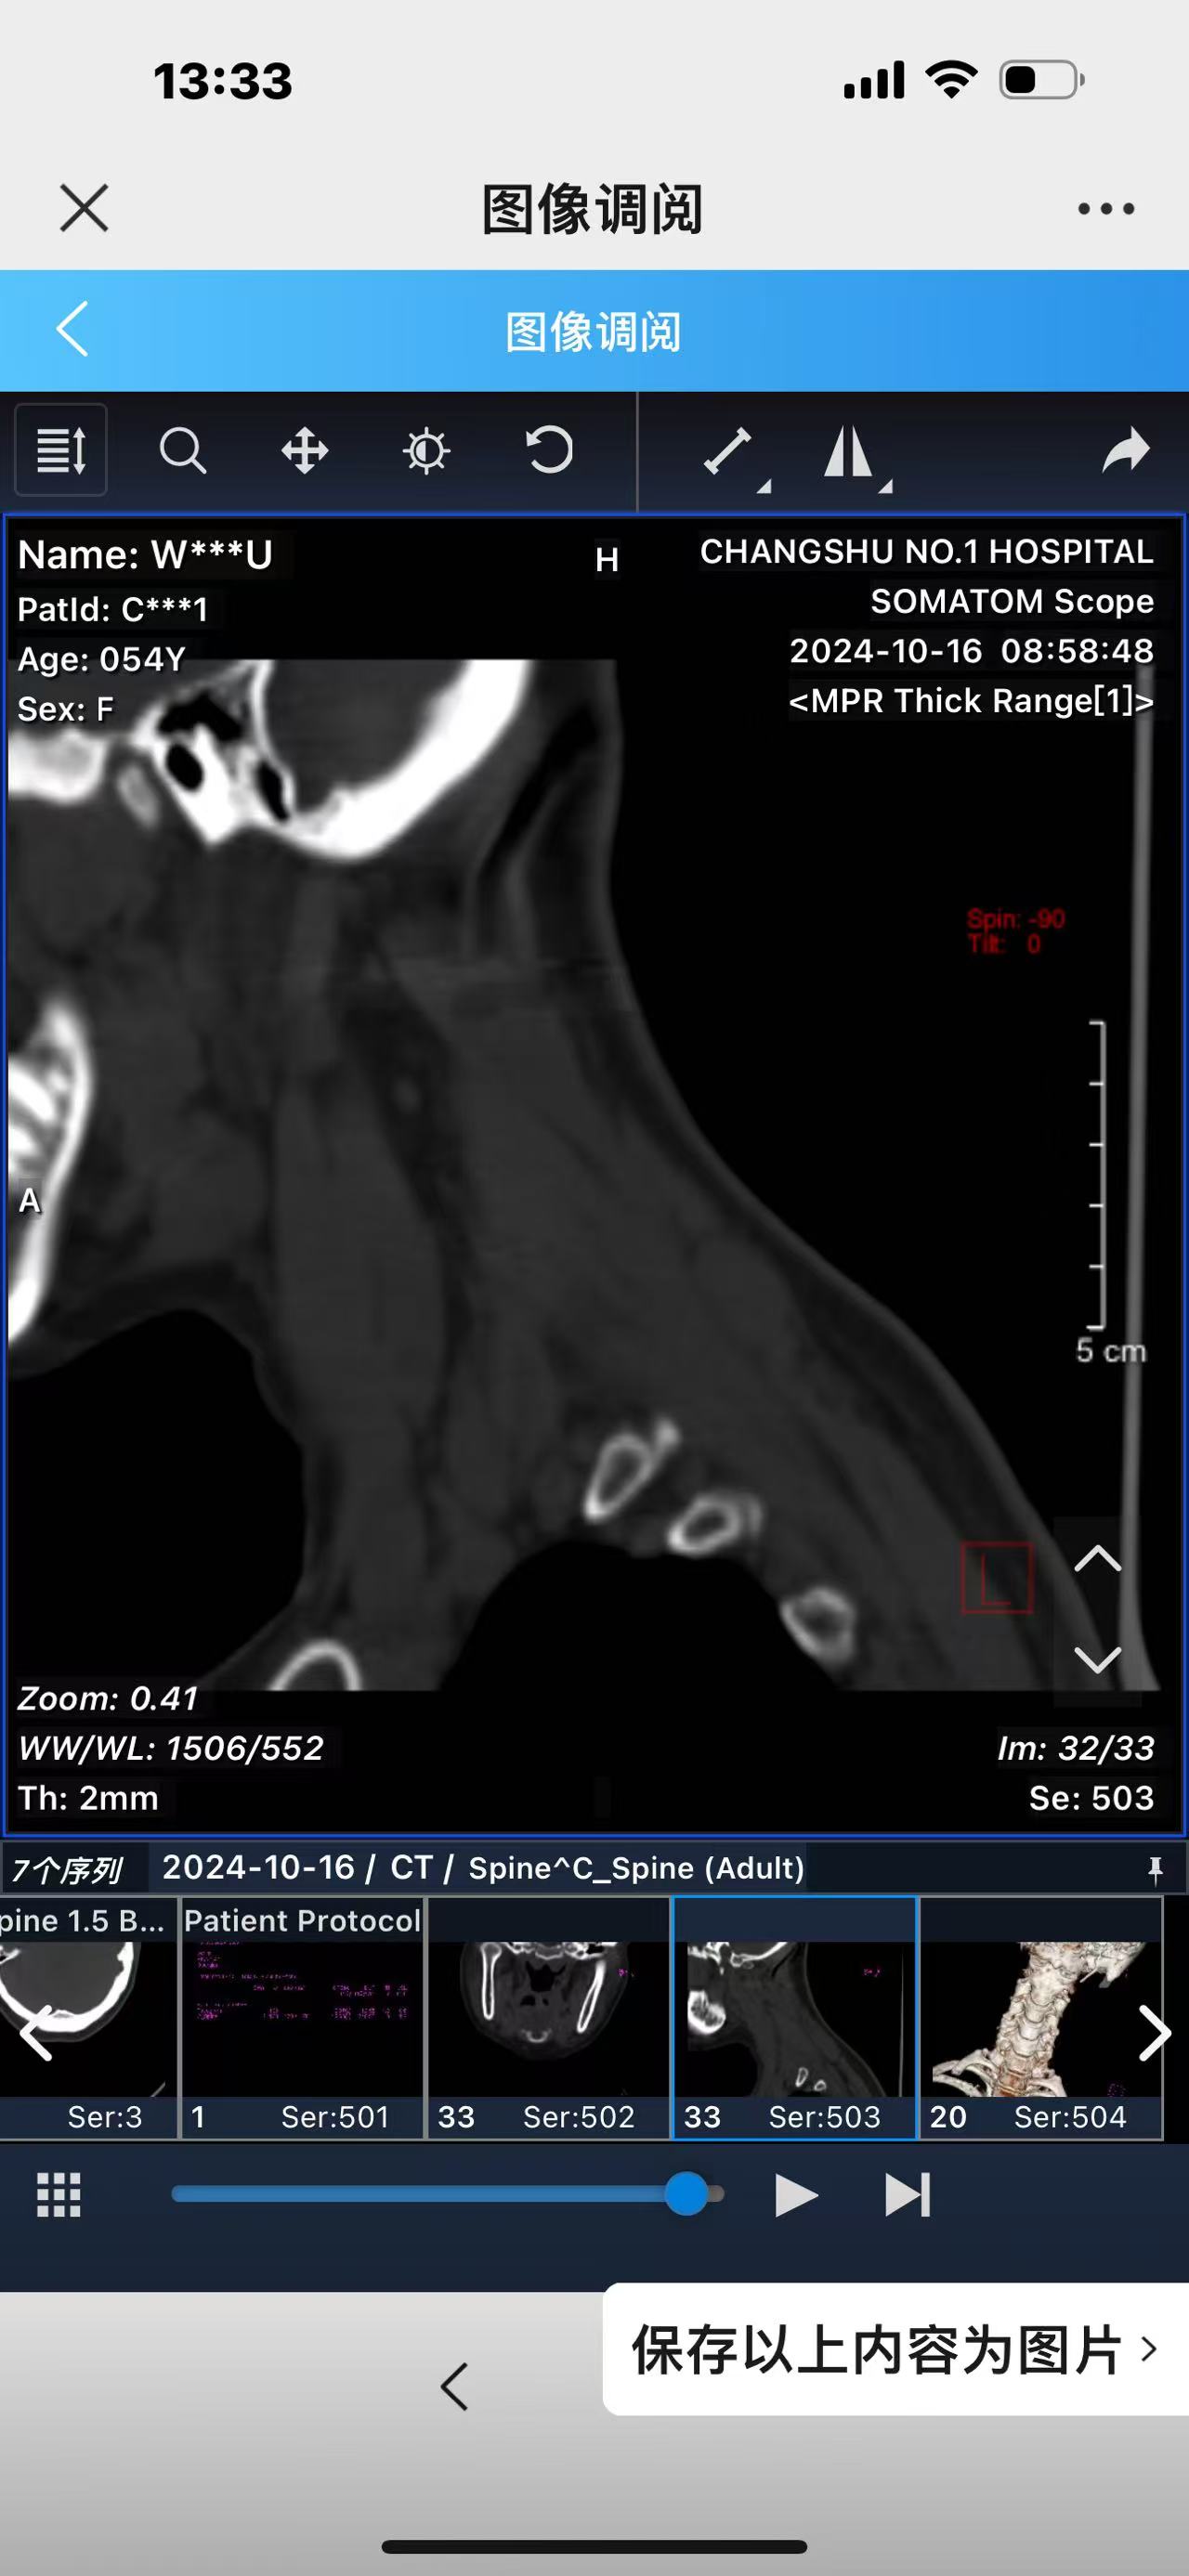 13:33
图像调阅
图像调阅
Name: W***U
PatId: C***1
Age: 054Y
Sex: F
H
CHANGSHU NO.1 HOSPITAL
SOMATOM Scope
2024-10-16 08:58:48
<MPR Thick Range[1]>
Spin: -90
Tilt: 0
A
5 cm
L
Zoom: 0.41
WW/WL: 1506/552
Th: 2mm
Im: 32/33
Se: 503
7个序列
2024-10-16 / CT / Spine^C_Spine (Adult)
pine 1.5 B...
Patient Protocol
Ser:3
1 Ser:501
33 Ser:502
33 Ser:503
20 Ser:504
保存以上内容为图片